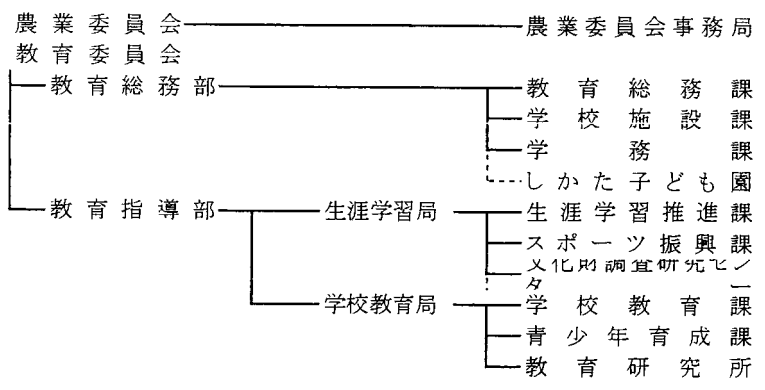 農業委員会 農業委員会事務局
教育委員会
教育総務部 教育総務課
学校施設課
学務課
しかた子ども園
教育指導部 生涯学習局 生涯学習推進課
スポーツ振興課
文化財調査研究センター
学校教育局 学校教育課
青少年育成課
教育研究所